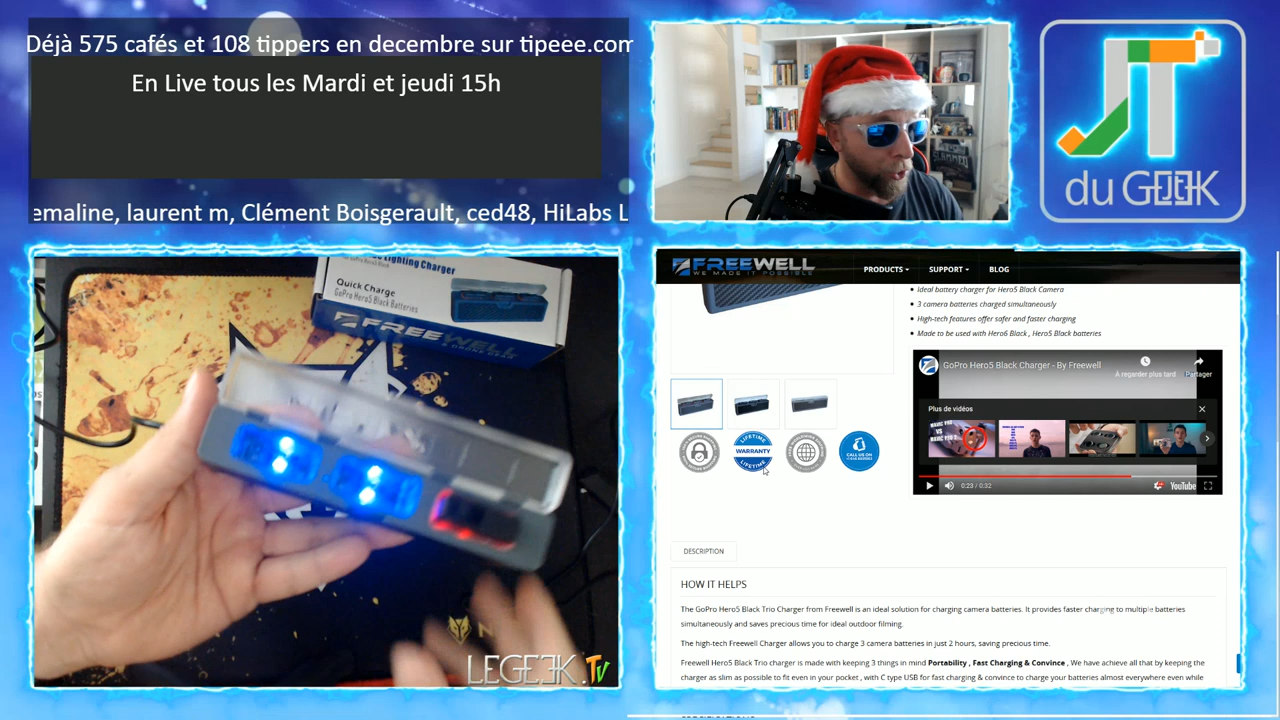 Déjà 575 cafés et 108 tippers en decembre sur tipeee.com
En Live tous les Mardi et jeudi 15h
emaline, laurent m, Clément Boisgerault, ced48, HiLabs L
JT
du GEEK
SLAMMED
Lighting Charger
Quick Charge
GoPro Hero5 Black Batteries
FREEWELL
LEGEEK.Tv
FREEWELL
WE MADE IT POSSIBLE
PRODUCTS
SUPPORT
BLOG
Ideal battery charger for Hero5 Black Camera
3 camera batteries charged simultaneously
High-tech features offer safer and faster charging
Made to be used with Hero6 Black , Hero5 Black batteries
GoPro Hero5 Black Charger - By Freewell
À regarder plus tard
Partager
Plus de vidéos
0:23 / 0:32
YouTube
LIFETIME
WARRANTY
LIFETIME
CALL US ON
DESCRIPTION
HOW IT HELPS
The GoPro Hero5 Black Trio Charger from Freewell is an ideal solution for charging camera batteries. It provides faster charging to multiple batteries
simultaneously and saves precious time for ideal outdoor filming.
The high-tech Freewell Charger allows you to charge 3 camera batteries in just 2 hours, saving precious time.
Freewell Hero5 Black Trio charger is made with keeping 3 things in mind Portability , Fast Charging & Convince , We have achieve all that by keeping the
charger as slim as possible to fit even in your pocket , with C type USB for fast charging & convince to charge your batteries almost everywhere even while